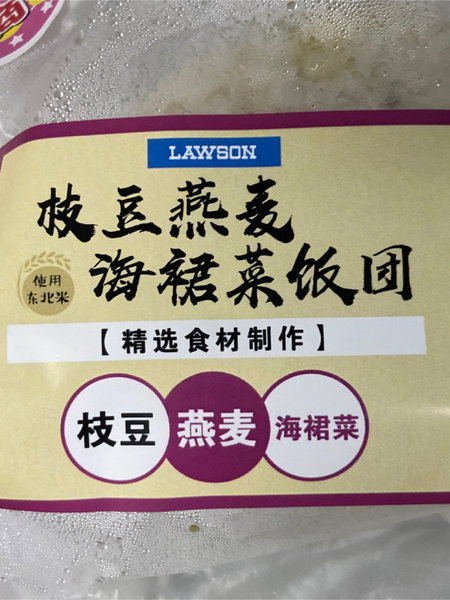 LAWSON
枝豆燕麦
海裙菜饭团
使用
东北米
【精选食材制作】
枝豆
燕麦
海裙菜